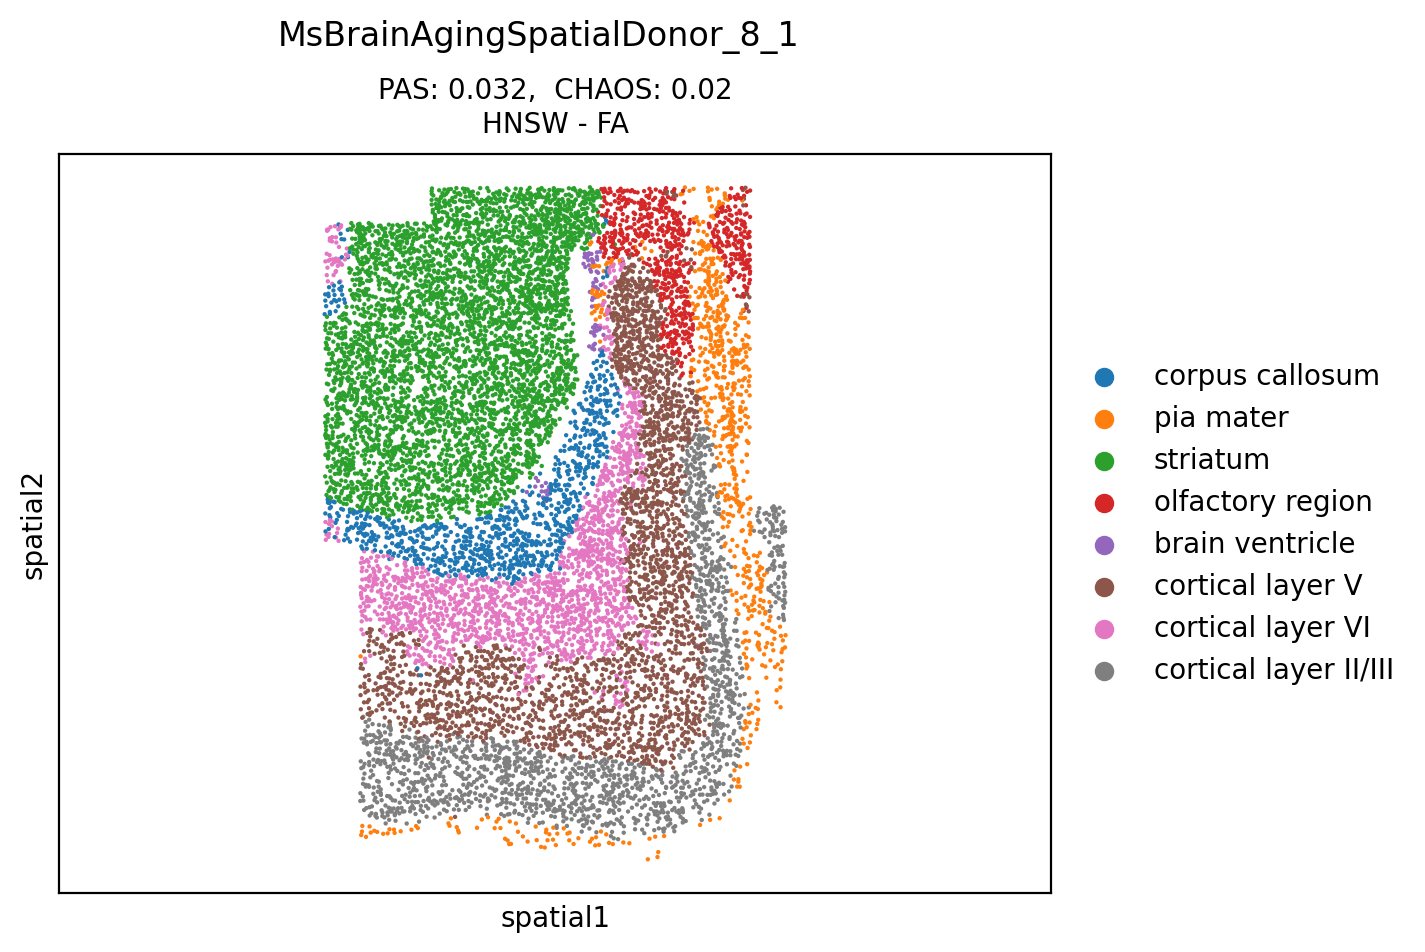 MsBrainAgingSpatialDonor_8_1
PAS: 0.032,  CHAOS: 0.02
HNSW - FA
spatial2
spatial1
corpus callosum
pia mater
striatum
olfactory region
brain ventricle
cortical layer V
cortical layer VI
cortical layer II/III